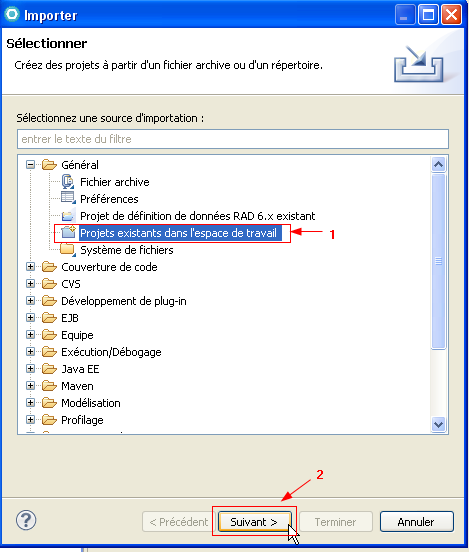 Importer
Sélectionner
Créez des projets à partir d'un fichier archive ou d'un répertoire.
Sélectionnez une source d'importation :
entrer le texte du filtre
Général
Fichier archive
Préférences
Projet de définition de données RAD 6.x existant
Projets existants dans l'espace de travail
1
Système de fichiers
Couverture de code
CVS
Développement de plug-in
EJB
Equipe
Exécution/Débogage
Java EE
Maven
Modélisation
Profilage
2
< Précédent Suivant > Terminer Annuler